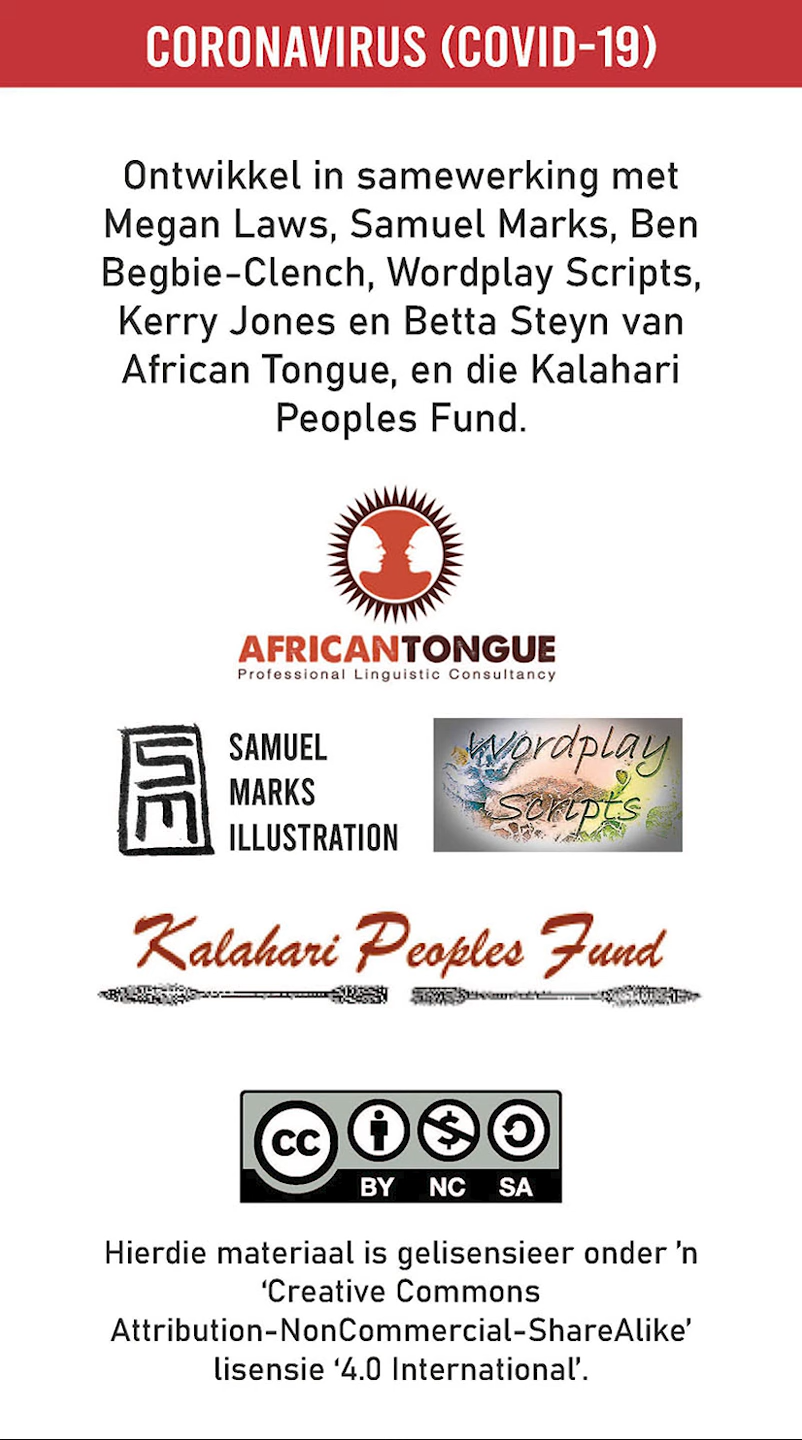 CORONAVIRUS (COVID-19)
Ontwikkel in samewerking met
Megan Laws, Samuel Marks, Ben
Begbie-Clench, Wordplay Scripts,
Kerry Jones en Betta Steyn van
African Tongue, en die Kalahari
Peoples Fund.
AFRICANTONGUE
Professional Linguistic Consultancy
SM
SAMUEL
MARKS
ILLUSTRATION
Wordplay
Scripts
Kalahari Peoples Fund
CC
BY NC SA
Hierdie materiaal is gelisensieer onder ’n
‘Creative Commons
Attribution-NonCommercial-ShareAlike’
lisensie ‘4.0 International’.